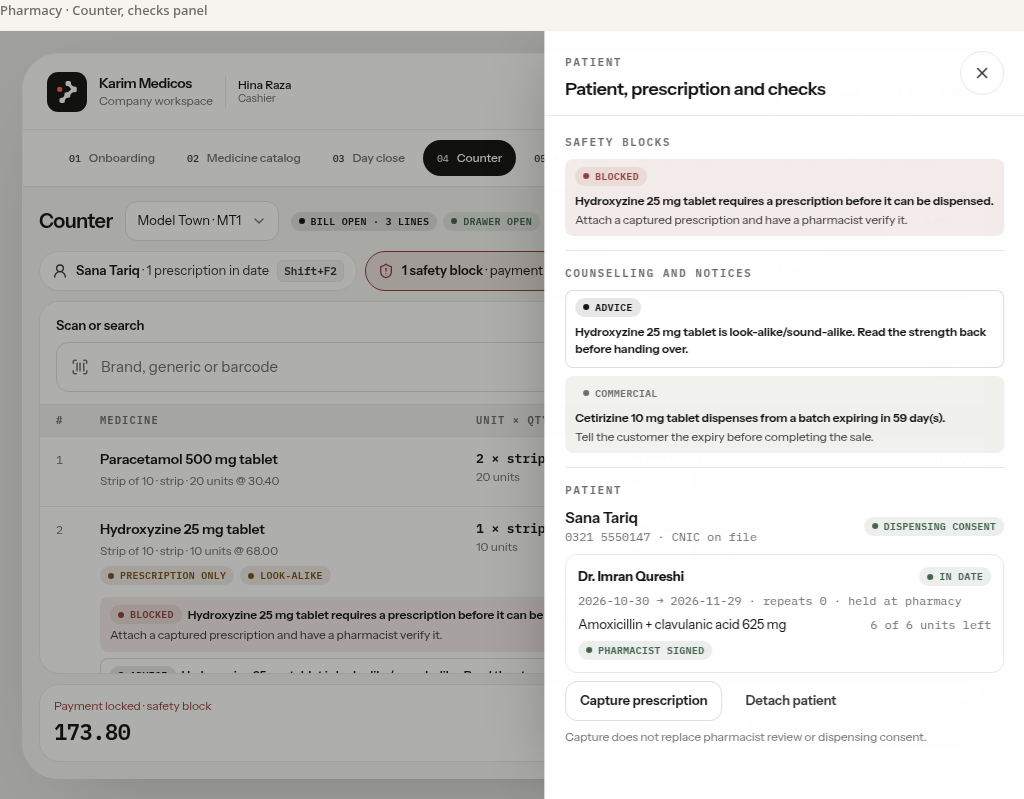 Pharmacy · Counter, checks panel
Karim Medicos
Company workspace
Hina Raza
Cashier
01 Onboarding
02 Medicine catalog
03 Day close
04 Counter
Counter
Model Town · MT1
BILL OPEN · 3 LINES
DRAWER OPEN
Sana Tariq · 1 prescription in date Shift+F2
1 safety block · payment
Scan or search
Brand, generic or barcode
# MEDICINE UNIT × QT
1 Paracetamol 500 mg tablet 2 × strip
Strip of 10 · strip · 20 units @ 30.40 20 units
2 Hydroxyzine 25 mg tablet 1 × strip
Strip of 10 · strip · 10 units @ 68.00 10 units
PRESCRIPTION ONLY LOOK-ALIKE
BLOCKED Hydroxyzine 25 mg tablet requires a prescription before it can be
Attach a captured prescription and have a pharmacist verify it.
Payment locked · safety block
173.80
PATIENT
Patient, prescription and checks
SAFETY BLOCKS
BLOCKED
Hydroxyzine 25 mg tablet requires a prescription before it can be dispensed.
Attach a captured prescription and have a pharmacist verify it.
COUNSELLING AND NOTICES
ADVICE
Hydroxyzine 25 mg tablet is look-alike/sound-alike. Read the strength back
before handing over.
COMMERCIAL
Cetirizine 10 mg tablet dispenses from a batch expiring in 59 day(s).
Tell the customer the expiry before completing the sale.
PATIENT
Sana Tariq
0321 5550147 · CNIC on file
DISPENSING CONSENT
Dr. Imran Qureshi
IN DATE
2026-10-30 → 2026-11-29 · repeats 0 · held at pharmacy
Amoxicillin + clavulanic acid 625 mg 6 of 6 units left
PHARMACIST SIGNED
Capture prescription
Detach patient
Capture does not replace pharmacist review or dispensing consent.